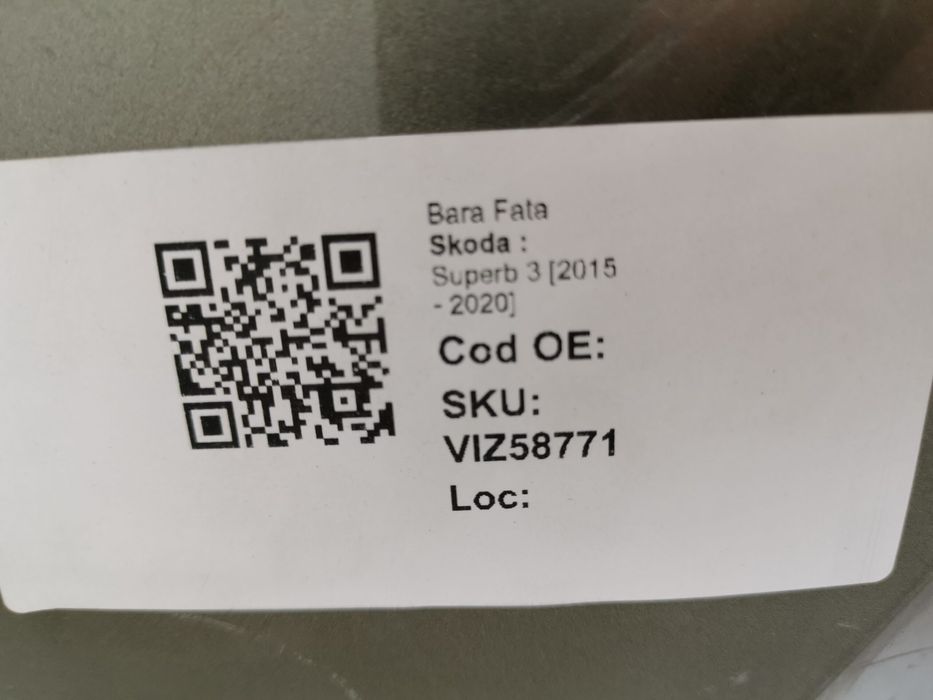 Bara Fata
Skoda :
Superb 3 [2015
- 2020]
Cod OE:
SKU:
VIZ58771
Loc: